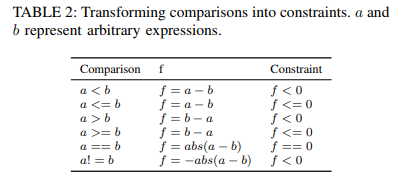 TABLE 2: Transforming comparisons into constraints. a and
b represent arbitrary expressions.
Comparison f Constraint
a < b f = a − b f < 0
a <= b f = a − b f <= 0
a > b f = b − a f < 0
a >= b f = b − a f <= 0
a == b f = abs(a − b) f == 0
a! = b f = −abs(a − b) f < 0